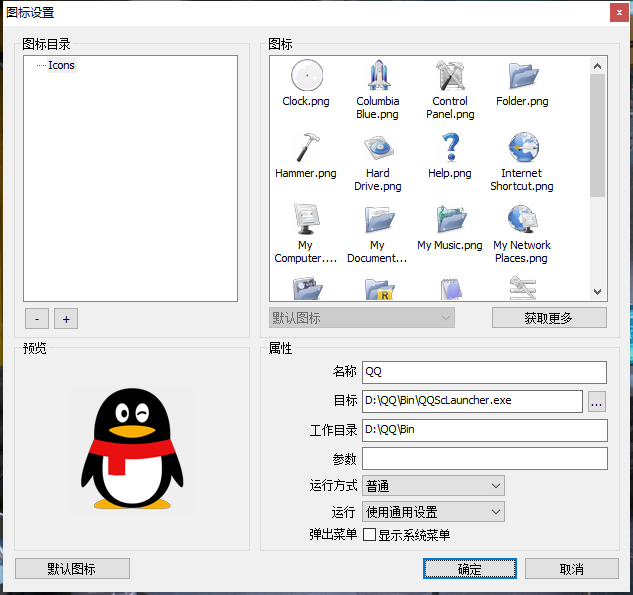 图标设置
图标目录
Icons
-
+
图标
Clock.png
Columbia
Blue.png
Control
Panel.png
Folder.png
Hammer.png
Hard
Drive.png
Help.png
Internet
Shortcut.png
My
Computer....
My
Document...
My Music.png
My Network
Places.png
默认图标
获取更多
预览
属性
名称 QQ
目标 D:\QQ\Bin\QQScLauncher.exe ...
工作目录 D:\QQ\Bin
参数
运行方式 普通
运行 使用通用设置
弹出菜单 显示系统菜单
默认图标
确定
取消